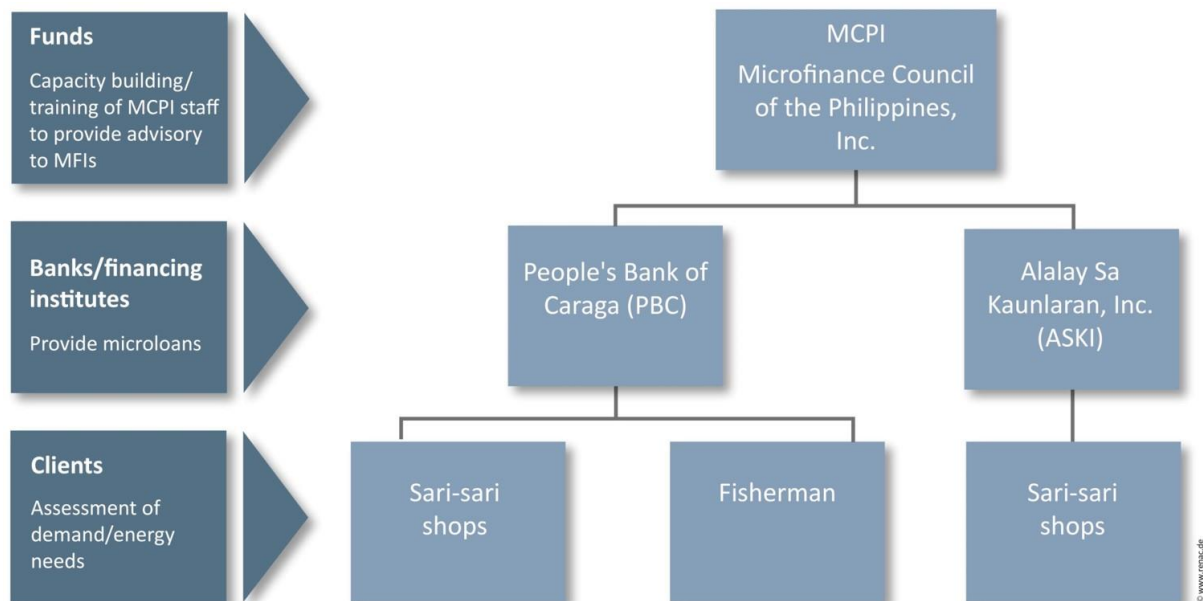 Funds
Capacity building/
training of MCPI staff
to provide advisory
to MFIs
MCPI
Microfinance Council
of the Philippines,
Inc.
Banks/financing
institutes
Provide microloans
People's Bank of
Caraga (PBC)
Alalay Sa
Kaunlaran, Inc.
(ASKI)
Clients
Assessment of
demand/energy
needs
Sari-sari
shops
Fisherman
Sari-sari
shops
© www.renac.de